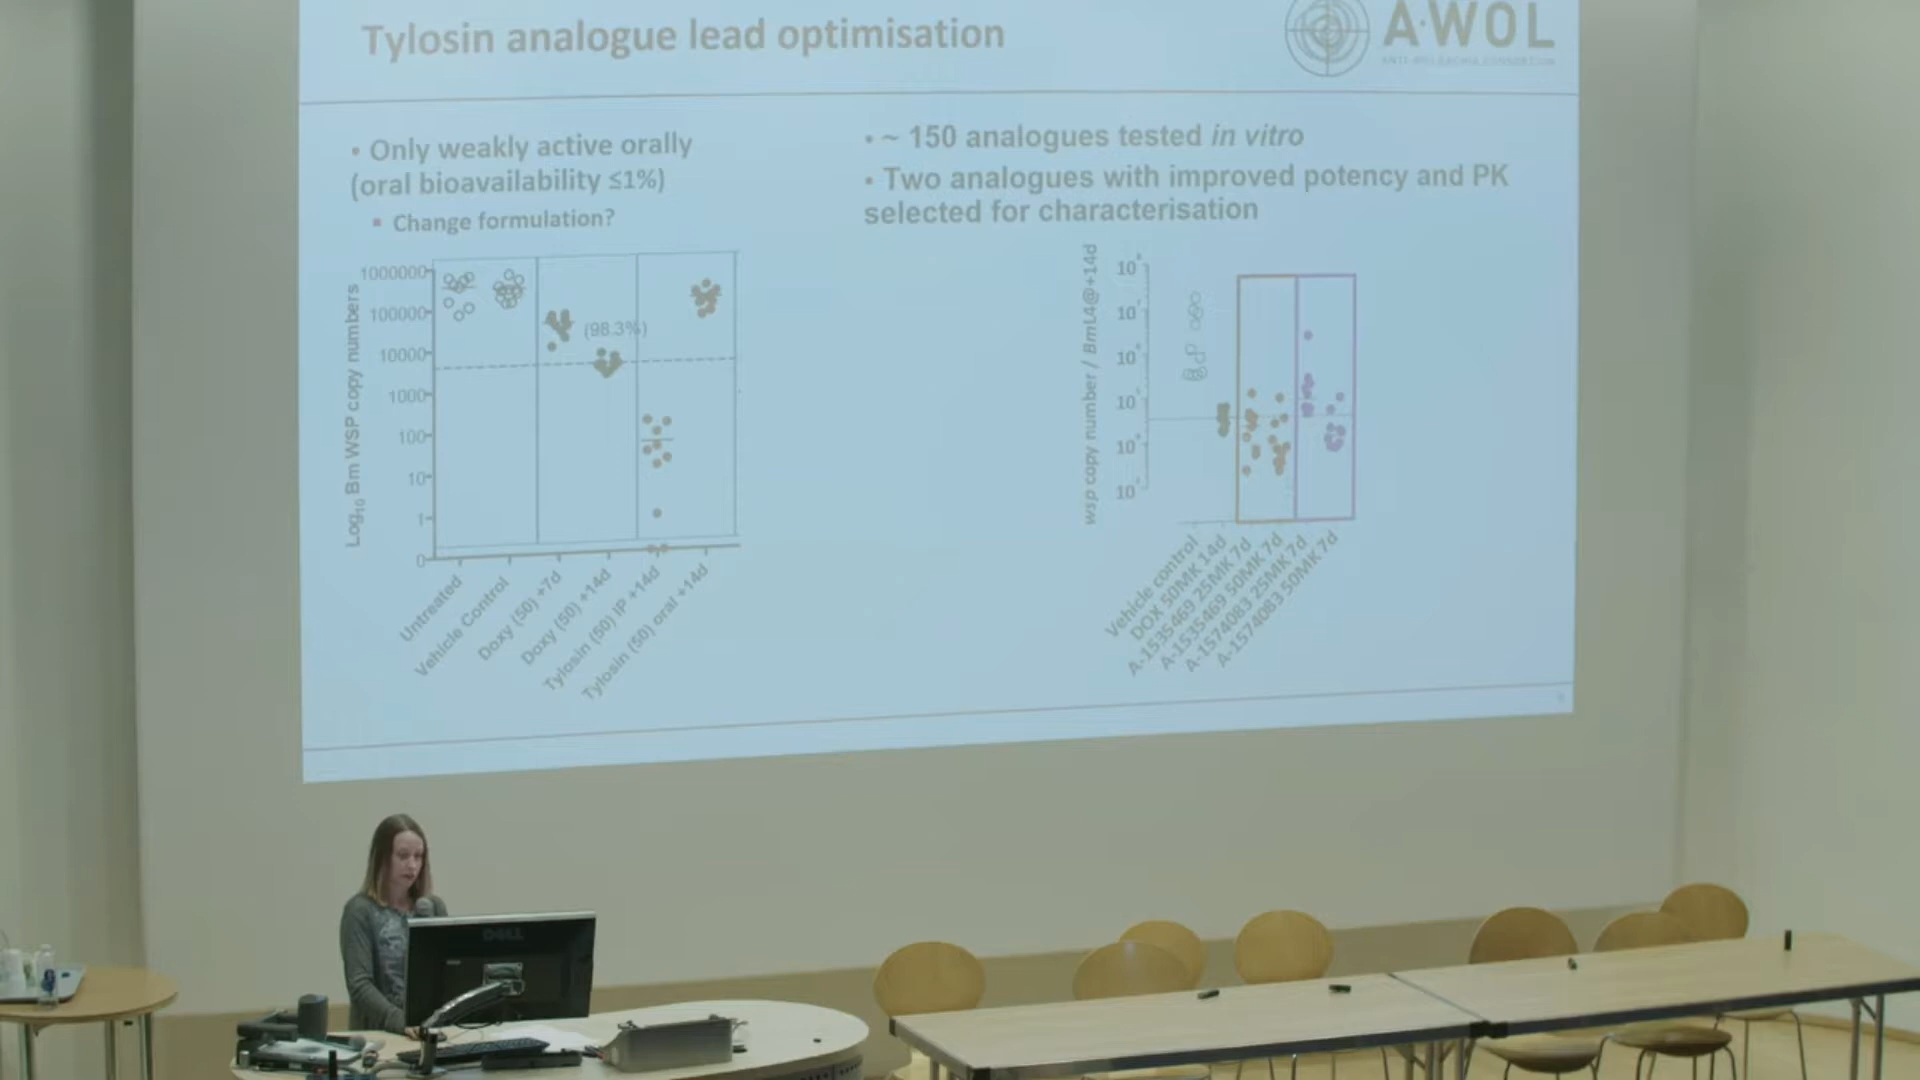 Tylosin analogue lead optimisation
A·WOL
ANTI-WOLBACHIA CONSORTIUM
• Only weakly active orally
(oral bioavailability ≤1%)
▪ Change formulation?
• ~ 150 analogues tested in vitro
• Two analogues with improved potency and PK
selected for characterisation
Log₁₀ Bm WSP copy numbers
1000000
100000
10000
1000
100
10
1
0
(98.3%)
Untreated
Vehicle Control
Doxy (50) +7d
Doxy (50) +14d
Tylosin (50) IP +14d
Tylosin (50) oral +14d
wsp copy number / BmL4@+14d
Vehicle control
DOX 50MK 14d
A-1535469 25MK 7d
A-1535469 50MK 7d
A-1574083 25MK 7d
A-1574083 50MK 7d
DELL